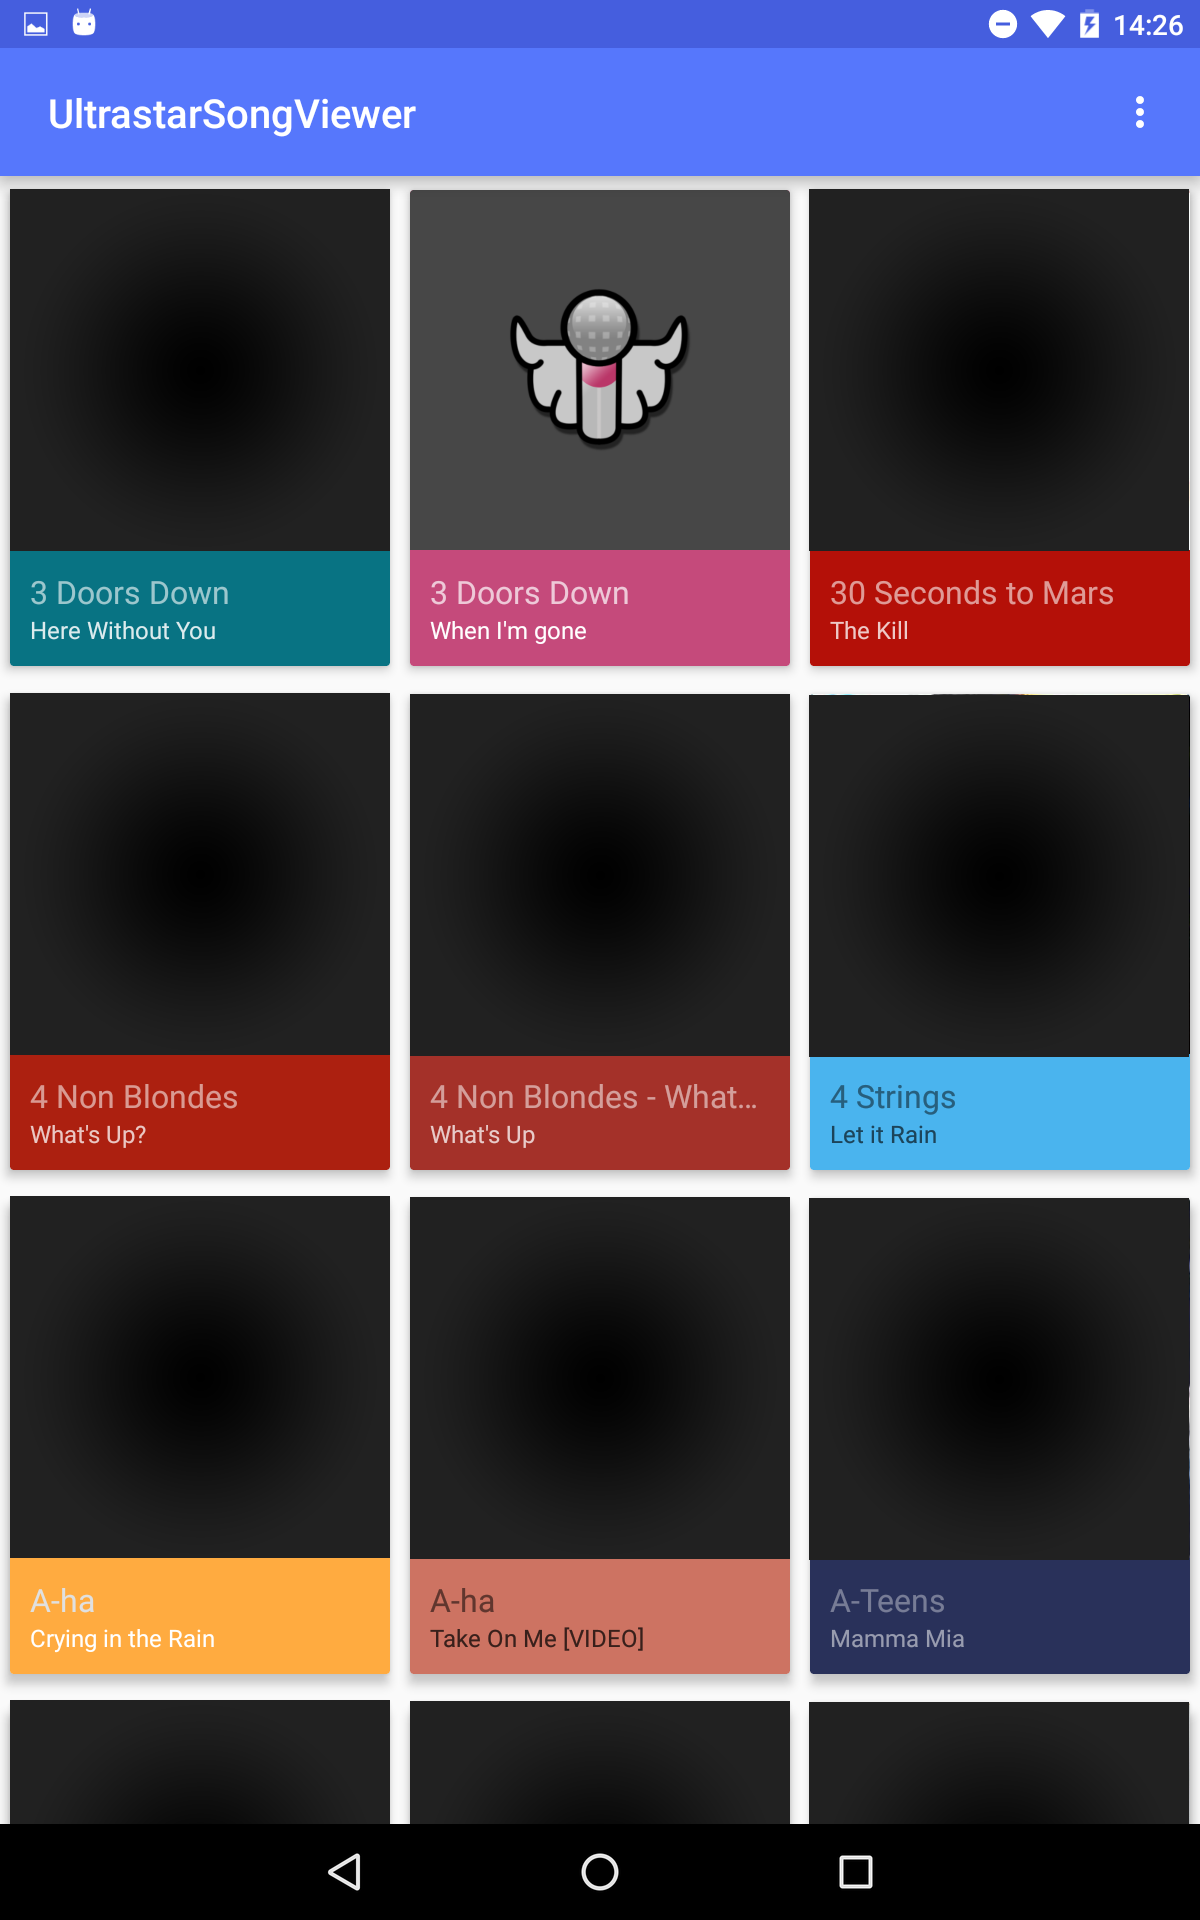 14:26
UltrastarSongViewer
3 Doors Down
Here Without You
3 Doors Down
When I'm gone
30 Seconds to Mars
The Kill
4 Non Blondes
What's Up?
4 Non Blondes - What...
What's Up
4 Strings
Let it Rain
A-ha
Crying in the Rain
A-ha
Take On Me [VIDEO]
A-Teens
Mamma Mia